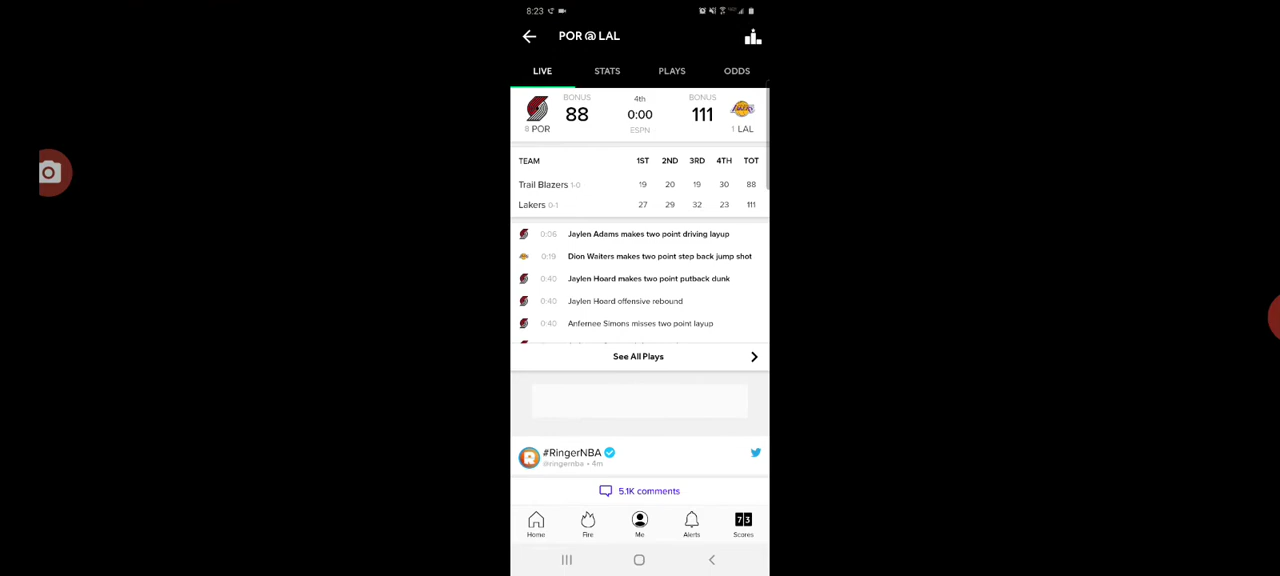 8:23
POR @ LAL
LIVE STATS PLAYS ODDS
BONUS 4th BONUS
88 0:00 111
8 POR ESPN 1 LAL
TEAM 1ST 2ND 3RD 4TH TOT
Trail Blazers 1-0 19 20 19 30 88
Lakers 0-1 27 29 32 23 111
0:06 Jaylen Adams makes two point driving layup
0:19 Dion Waiters makes two point step back jump shot
0:40 Jaylen Hoard makes two point putback dunk
0:40 Jaylen Hoard offensive rebound
0:40 Anfernee Simons misses two point layup
See All Plays
#RingerNBA
@ringernba • 4m
5.1K comments
7 3
Home Fire Me Alerts Scores